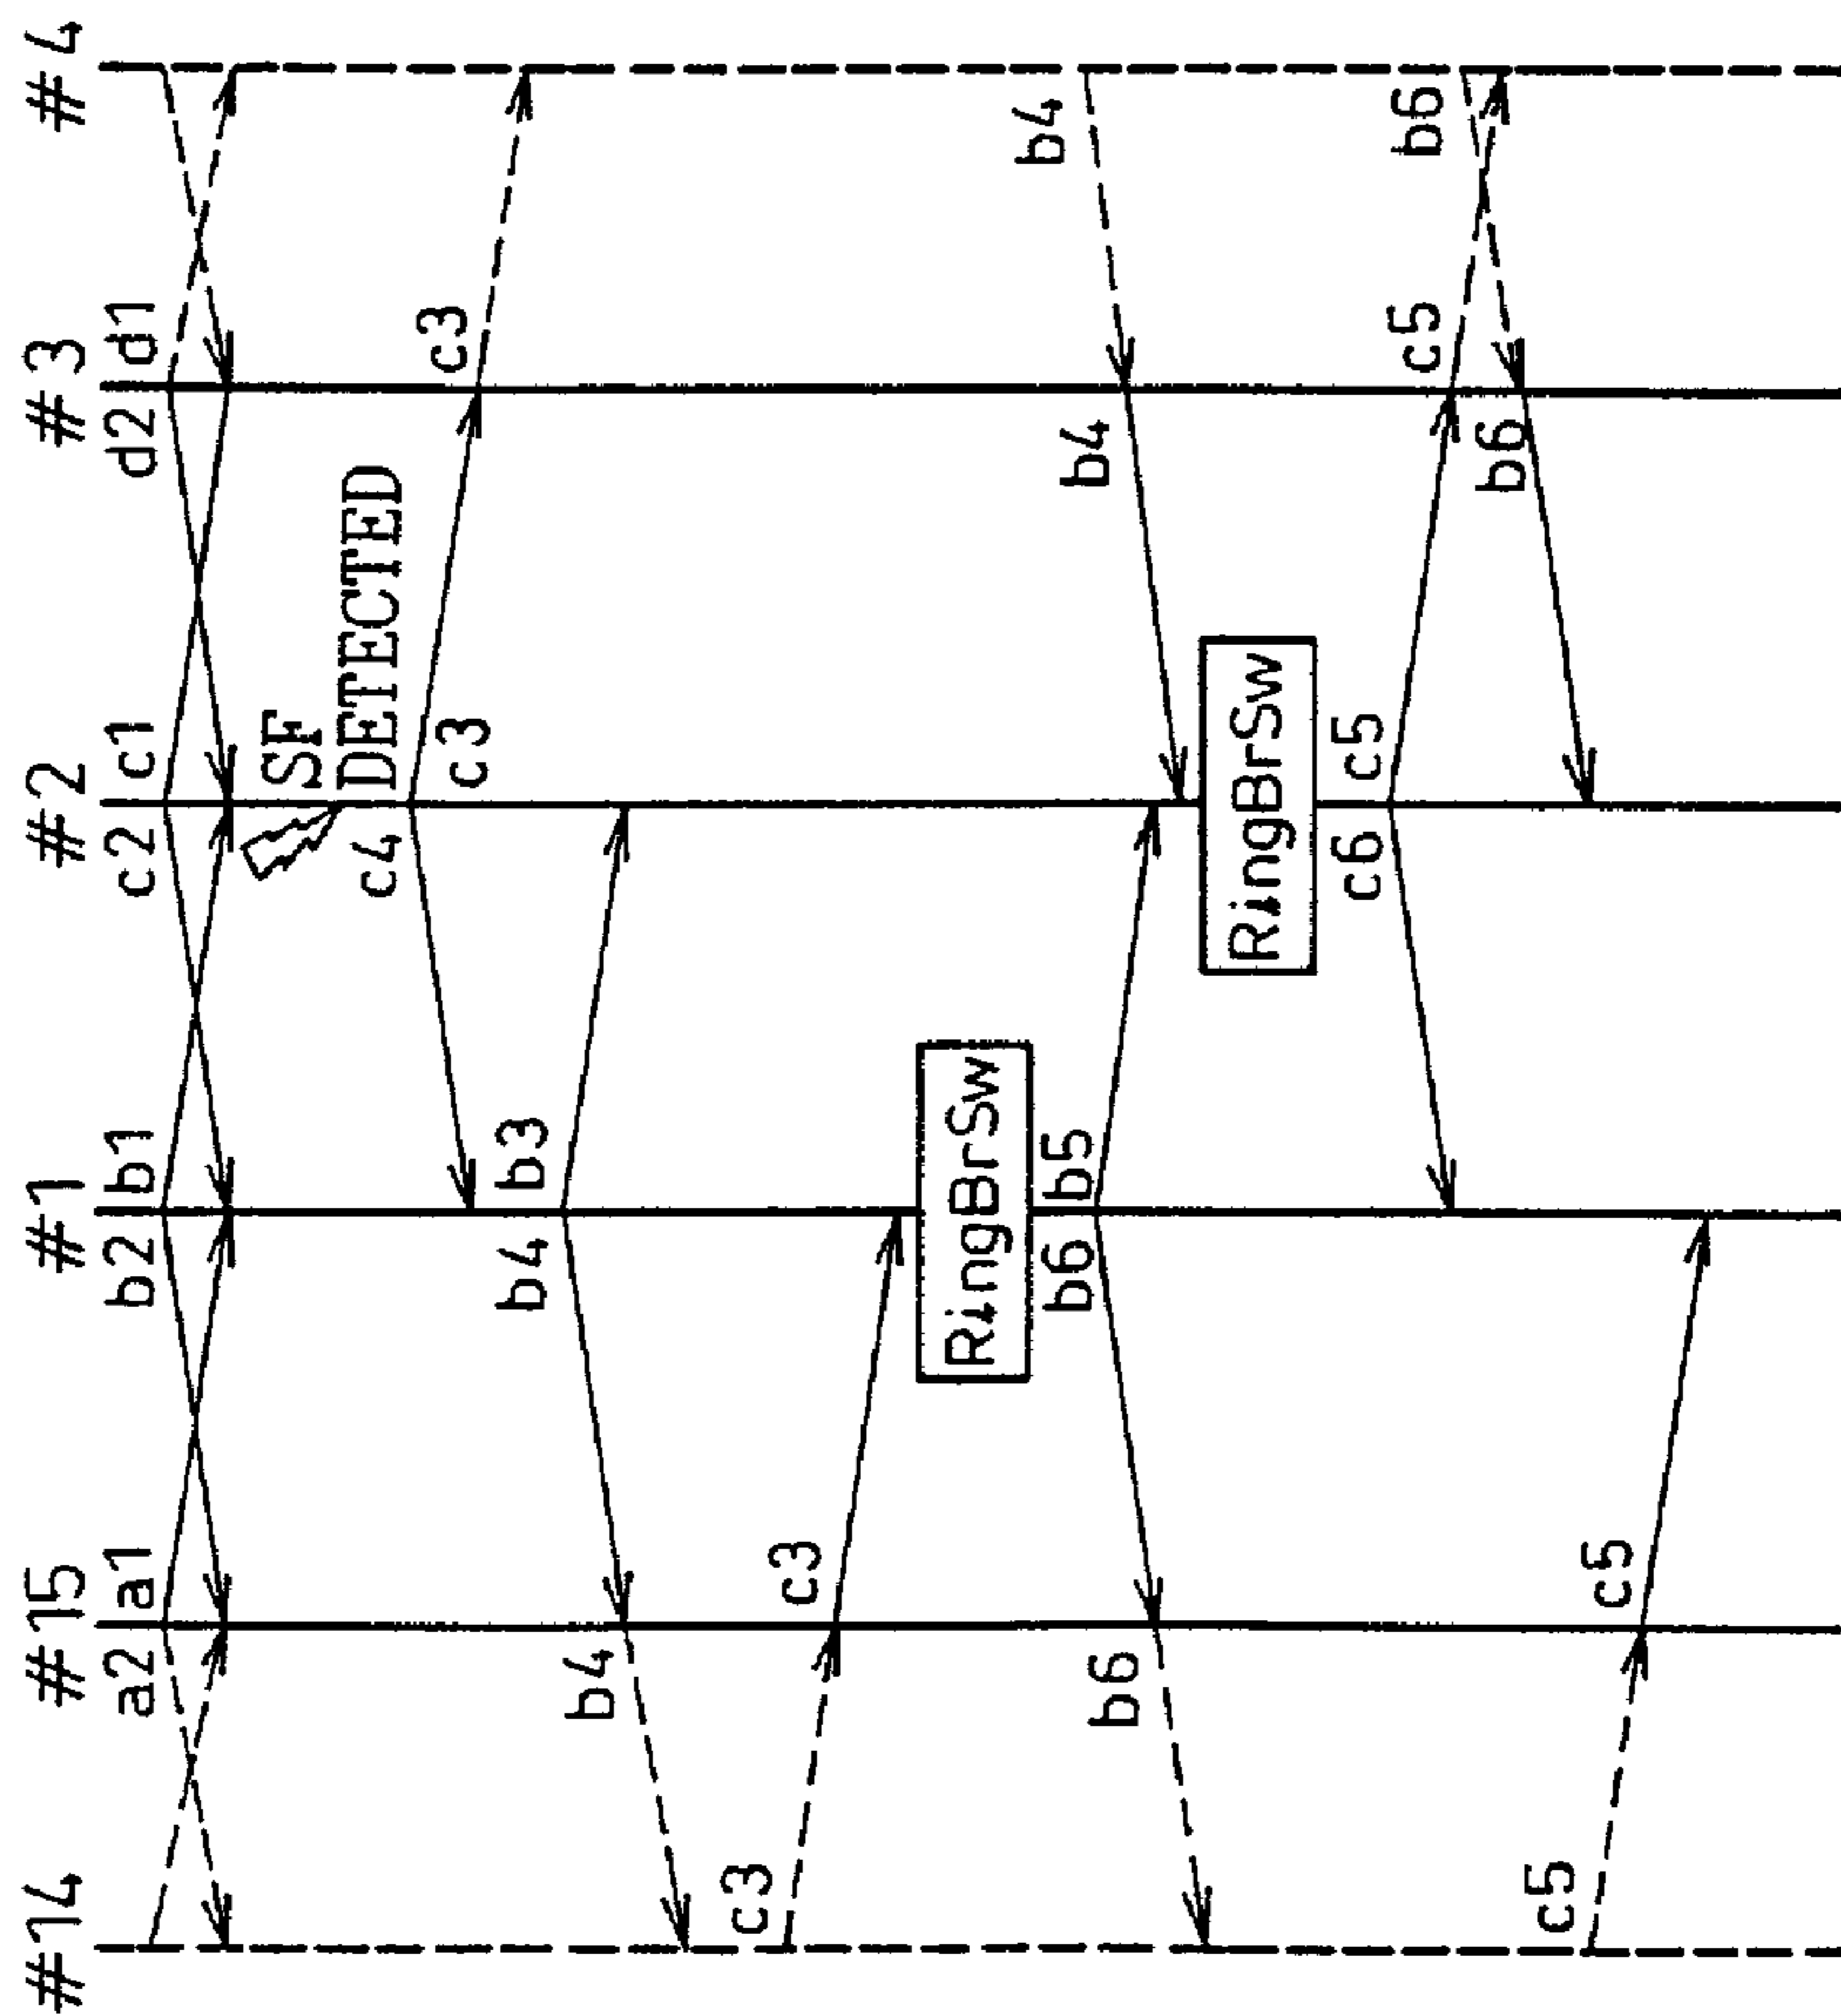 #14 #15 #1 #2 #3 #4
a2 a1 b2 b1 c2 c1 d2 d1
SF
DETECTED
c4 c3 c3
b4 b3
b4
c3 c3
RingBrSw
b4 b4
b6 b5
b6
RingBrSw
c6 c5 c5 b6
b6
c5 c5